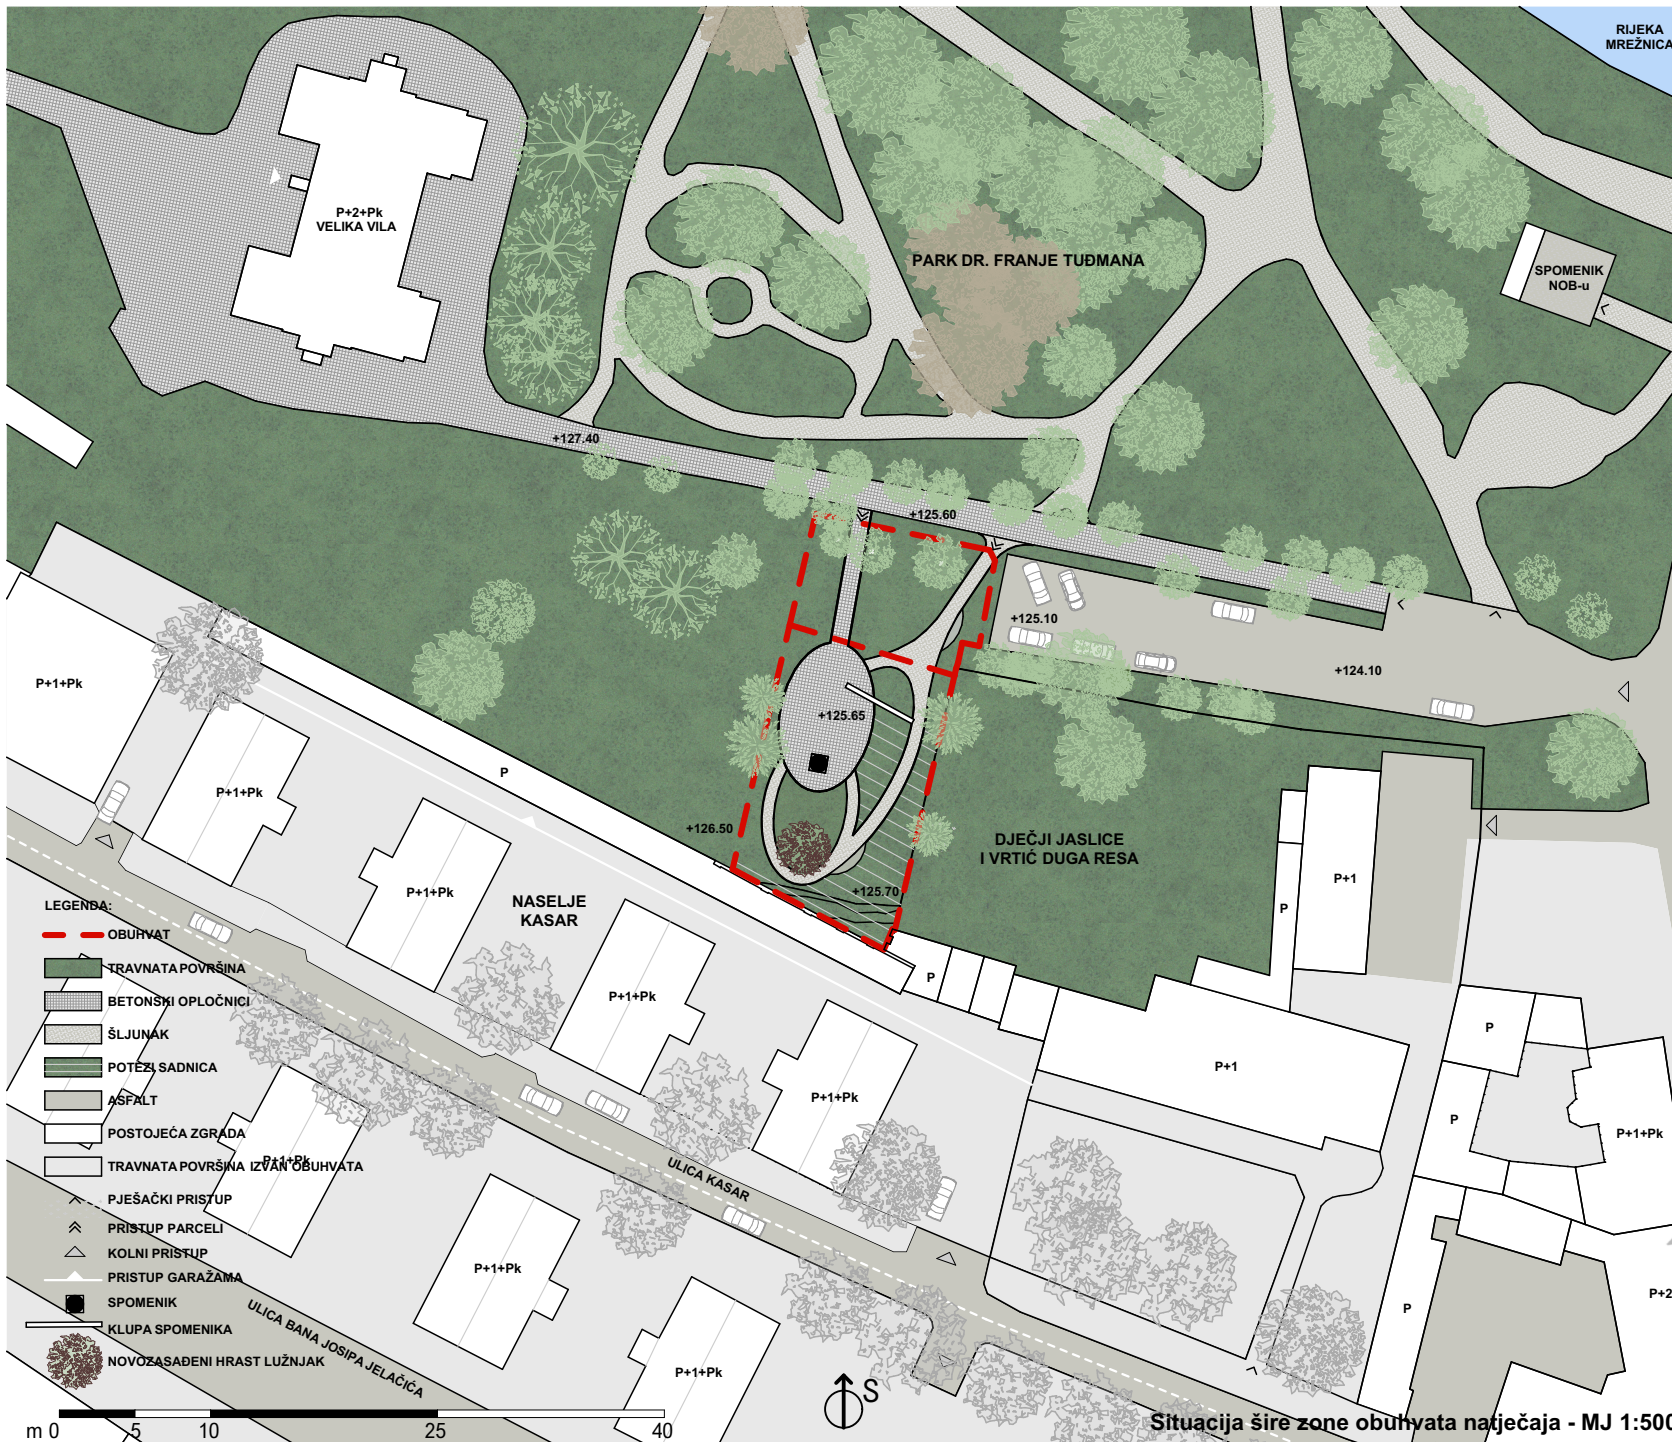 RIJEKA
MREŽNICA
P+2+Pk
VELIKA VILA
PARK DR. FRANJE TUĐMANA
SPOMENIK
NOB-u
+127.40
+125.60
+125.10
+124.10
+125.65
+126.50
+125.70
P+1+Pk
P
P+1+Pk
P+1+Pk
NASELJE
KASAR
DJEČJI JASLICE
I VRTIĆ DUGA RESA
P+1
P
P
P+1+Pk
P+1+Pk
P+1
P
P
P+1+Pk
P
P+2
ULICA KASAR
P+1+Pk
P+1+Pk
P+1+Pk
ULICA BANA JOSIPA JELAČIĆA
LEGENDA:
OBUHVAT
TRAVNATA POVRŠINA
BETONSKI OPLOČNICI
ŠLJUNAK
POTEZI SADNICA
ASFALT
POSTOJEĆA ZGRADA
TRAVNATA POVRŠINA IZVAN OBUHVATA
PJEŠAČKI PRISTUP
PRISTUP PARCELI
KOLNI PRISTUP
PRISTUP GARAŽAMA
SPOMENIK
KLUPA SPOMENIKA
NOVOZASAĐENI HRAST LUŽNJAK
m 0 5 10 25 40
S
Situacija šire zone obuhvata natječaja - MJ 1:500